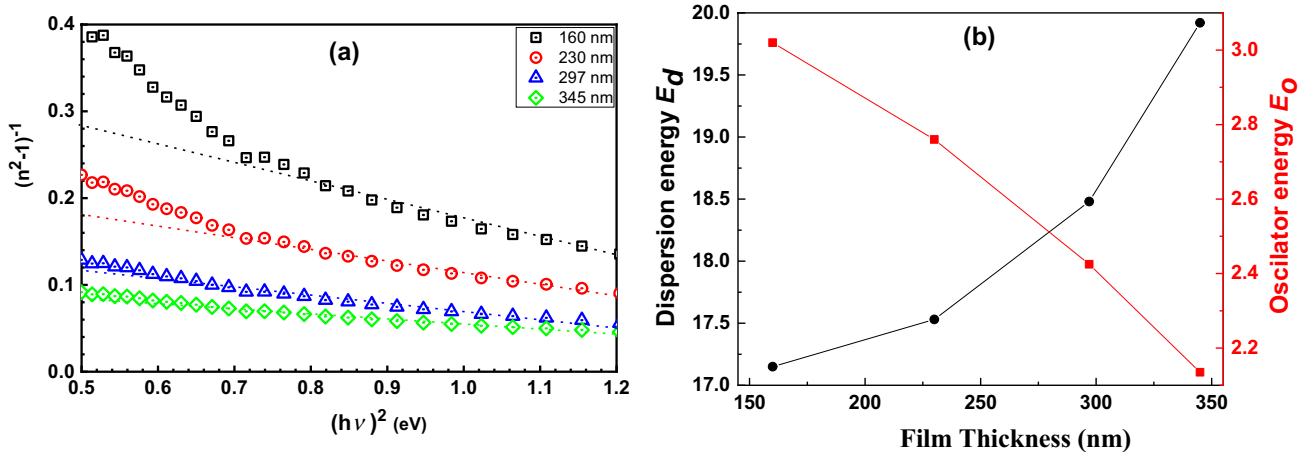 (a)
160 nm
230 nm
297 nm
345 nm
0.4
0.3
0.2
0.1
0.0
(n²-1)⁻¹
0.5 0.6 0.7 0.8 0.9 1.0 1.1 1.2
(hν)² (eV)
(b)
20.0
19.5
19.0
18.5
18.0
17.5
17.0
Dispersion energy Ed
3.0
2.8
2.6
2.4
2.2
Oscilator energy Eo
150 200 250 300 350
Film Thickness (nm)